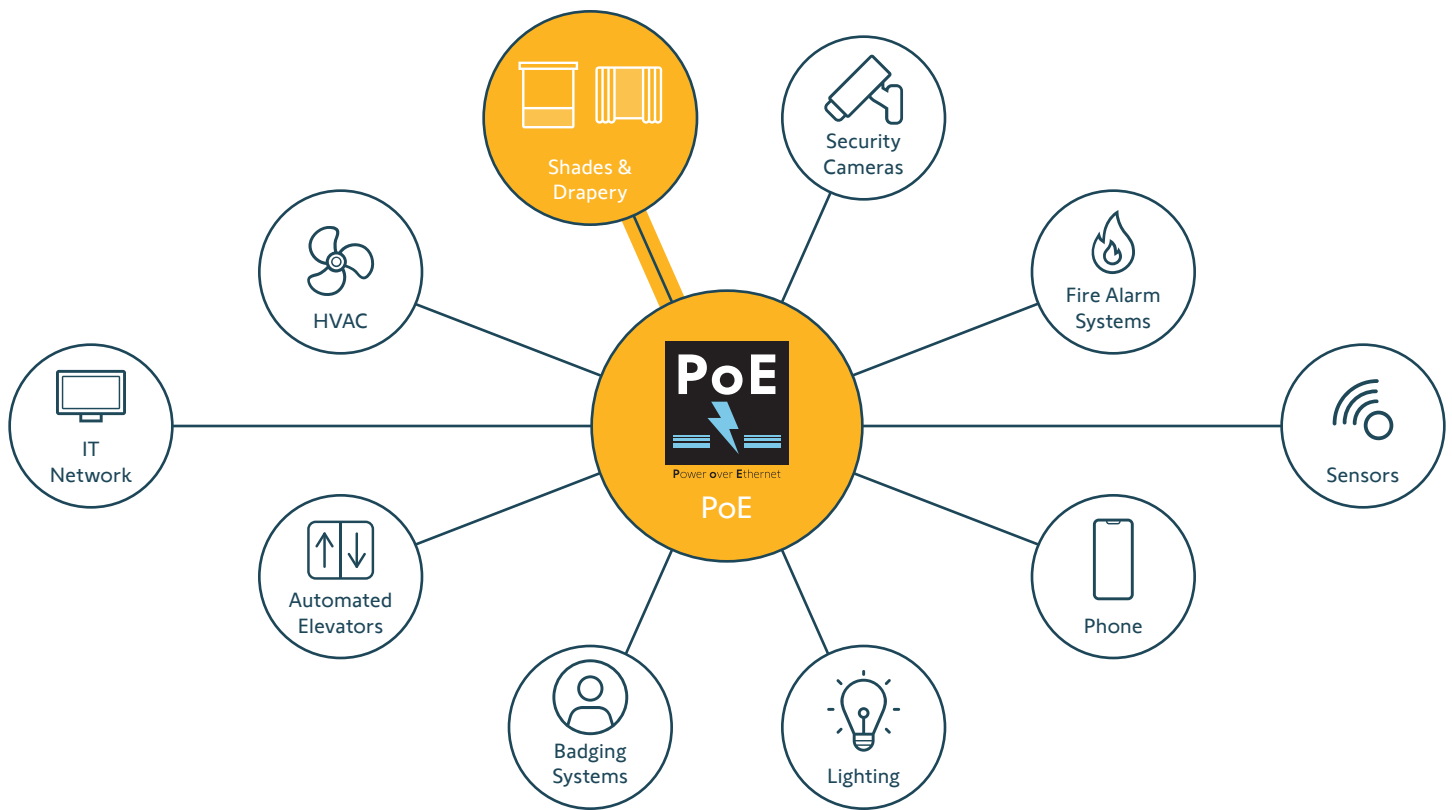 Shades &
Drapery
Security
Cameras
HVAC
Fire Alarm
Systems
IT
Network
PoE
Power over Ethernet
PoE
Sensors
Automated
Elevators
Phone
Badging
Systems
Lighting